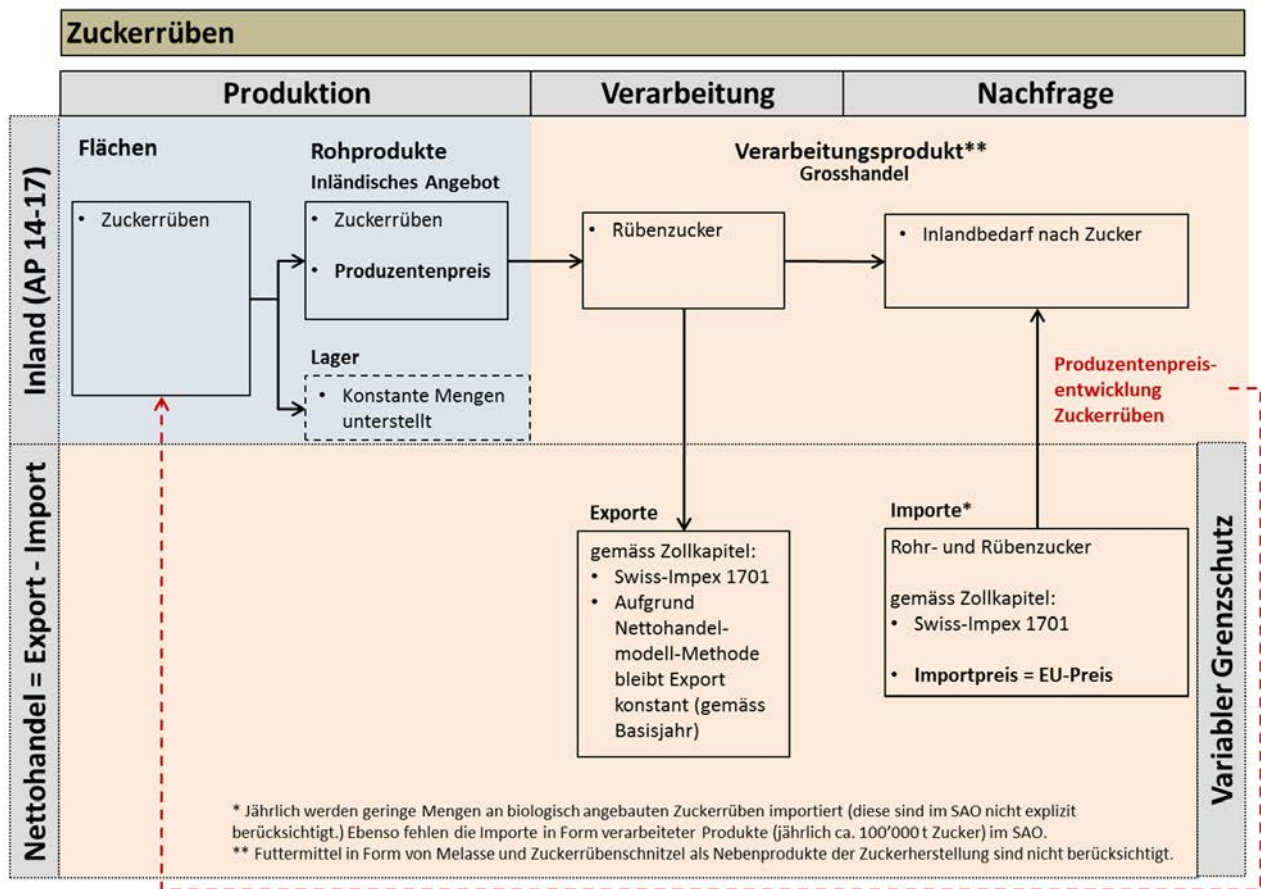 Zuckerrüben
Produktion
Verarbeitung
Nachfrage
Inland (AP 14-17)
Flächen
• Zuckerrüben
Rohprodukte
Inländisches Angebot
• Zuckerrüben
• Produzentenpreis
Lager
• Konstante Mengen
unterstellt
Verarbeitungsprodukt**
Grosshandel
• Rübenzucker
• Inlandbedarf nach Zucker
Produzentenpreis-
entwicklung
Zuckerrüben
Nettohandel = Export - Import
Exporte
gemäss Zollkapitel:
• Swiss-Impex 1701
• Aufgrund
Nettohandel-
modell-Methode
bleibt Export
konstant (gemäss
Basisjahr)
Importe*
Rohr- und Rübenzucker
gemäss Zollkapitel:
• Swiss-Impex 1701
• Importpreis = EU-Preis
Variabler Grenzschutz
* Jährlich werden geringe Mengen an biologisch angebauten Zuckerrüben importiert (diese sind im SAO nicht explizit
berücksichtigt.) Ebenso fehlen die Importe in Form verarbeiteter Produkte (jährlich ca. 100’000 t Zucker) im SAO.
** Futtermittel in Form von Melasse und Zuckerrübenschnitzel als Nebenprodukte der Zuckerherstellung sind nicht berücksichtigt.